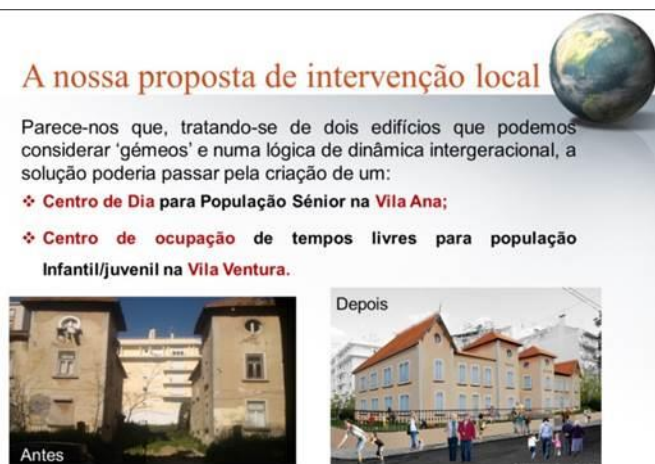 A nossa proposta de intervenção local
Parece-nos que, tratando-se de dois edifícios que podemos
considerar ‘gémeos’ e numa lógica de dinâmica intergeracional, a
solução poderia passar pela criação de um:
❖ Centro de Dia para População Sénior na Vila Ana;
❖ Centro de ocupação de tempos livres para população
Infantil/juvenil na Vila Ventura.
Antes
Depois